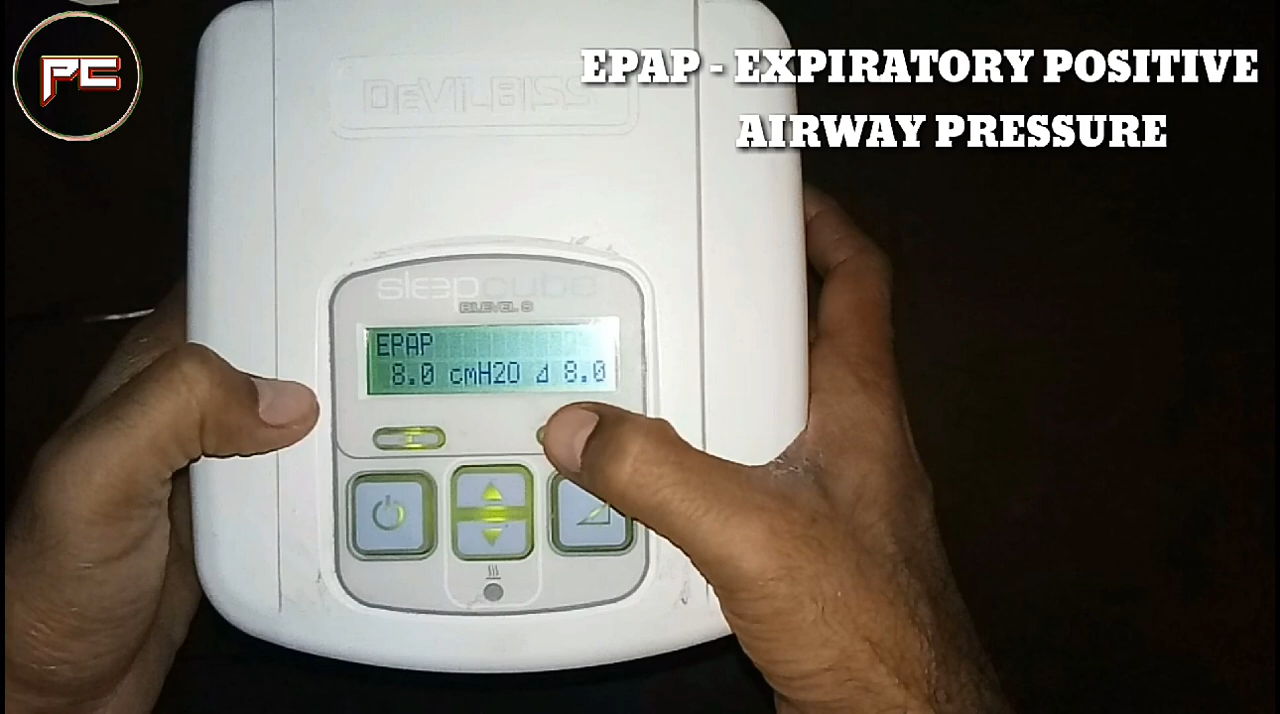 PC
EPAP - EXPIRATORY POSITIVE
AIRWAY PRESSURE
DEVILBISS
sleepcube
BILEVEL S
EPAP
8.0 cmH2O ⊿ 8.0